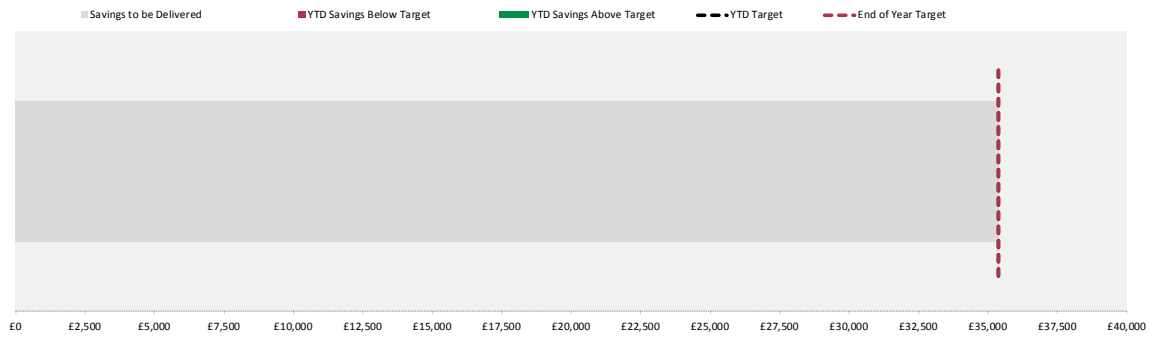 Savings to be Delivered YTD Savings Below Target YTD Savings Above Target YTD Target End of Year Target
£0 £2,500 £5,000 £7,500 £10,000 £12,500 £15,000 £17,500 £20,000 £22,500 £25,000 £27,500 £30,000 £32,500 £35,000 £37,500 £40,000